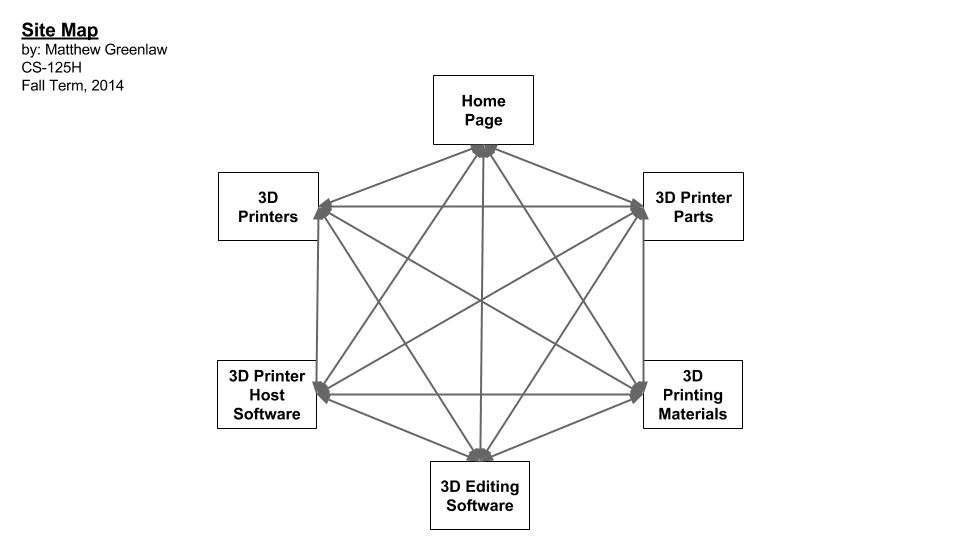 Site Map
by: Matthew Greenlaw
CS-125H
Fall Term, 2014
Home
Page
3D
Printers
3D Printer
Parts
3D Printer
Host
Software
3D
Printing
Materials
3D Editing
Software